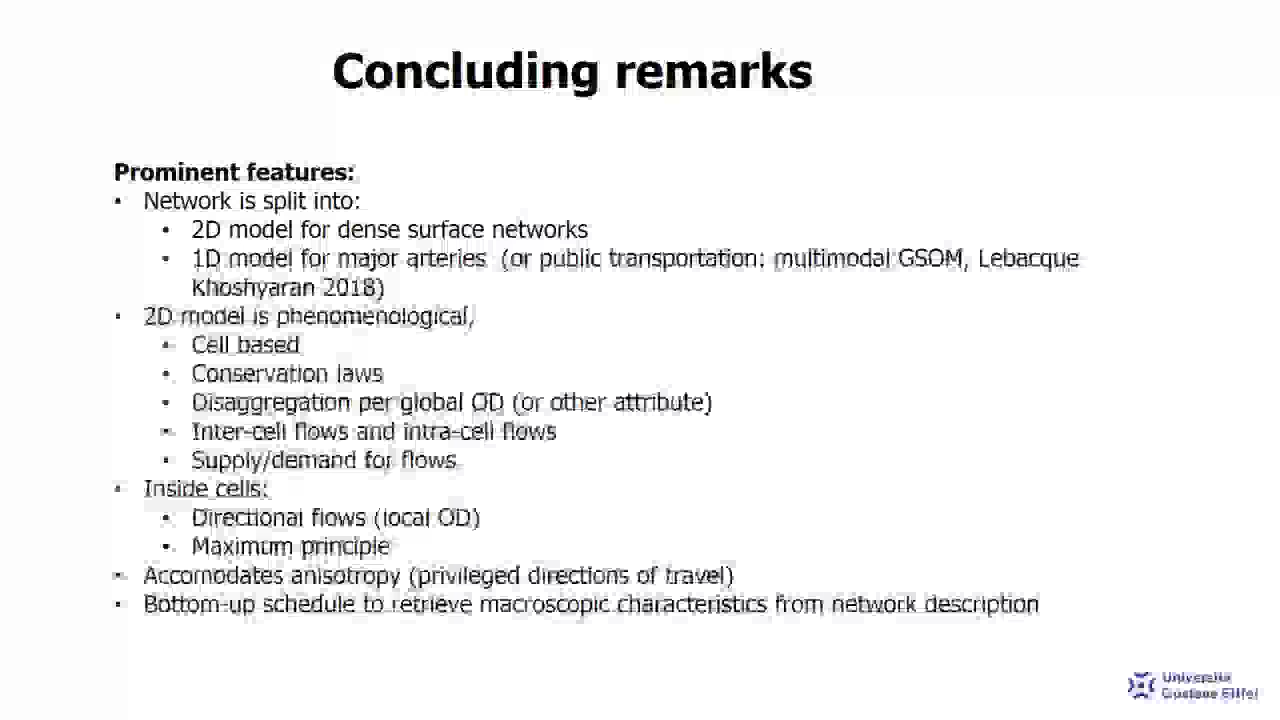 Concluding remarks
Prominent features:
• Network is split into:
• 2D model for dense surface networks
• 1D model for major arteries (or public transportation: multimodal GSOM, Lebacque
Khoshyaran 2018)
• 2D model is phenomenological,
• Cell based
• Conservation laws
• Disaggregation per global OD (or other attribute)
• Inter-cell flows and intra-cell flows
• Supply/demand for flows
• Inside cells:
• Directional flows (local OD)
• Maximum principle
• Accomodates anisotropy (privileged directions of travel)
• Bottom-up schedule to retrieve macroscopic characteristics from network description
Université
Gustave Eiffel